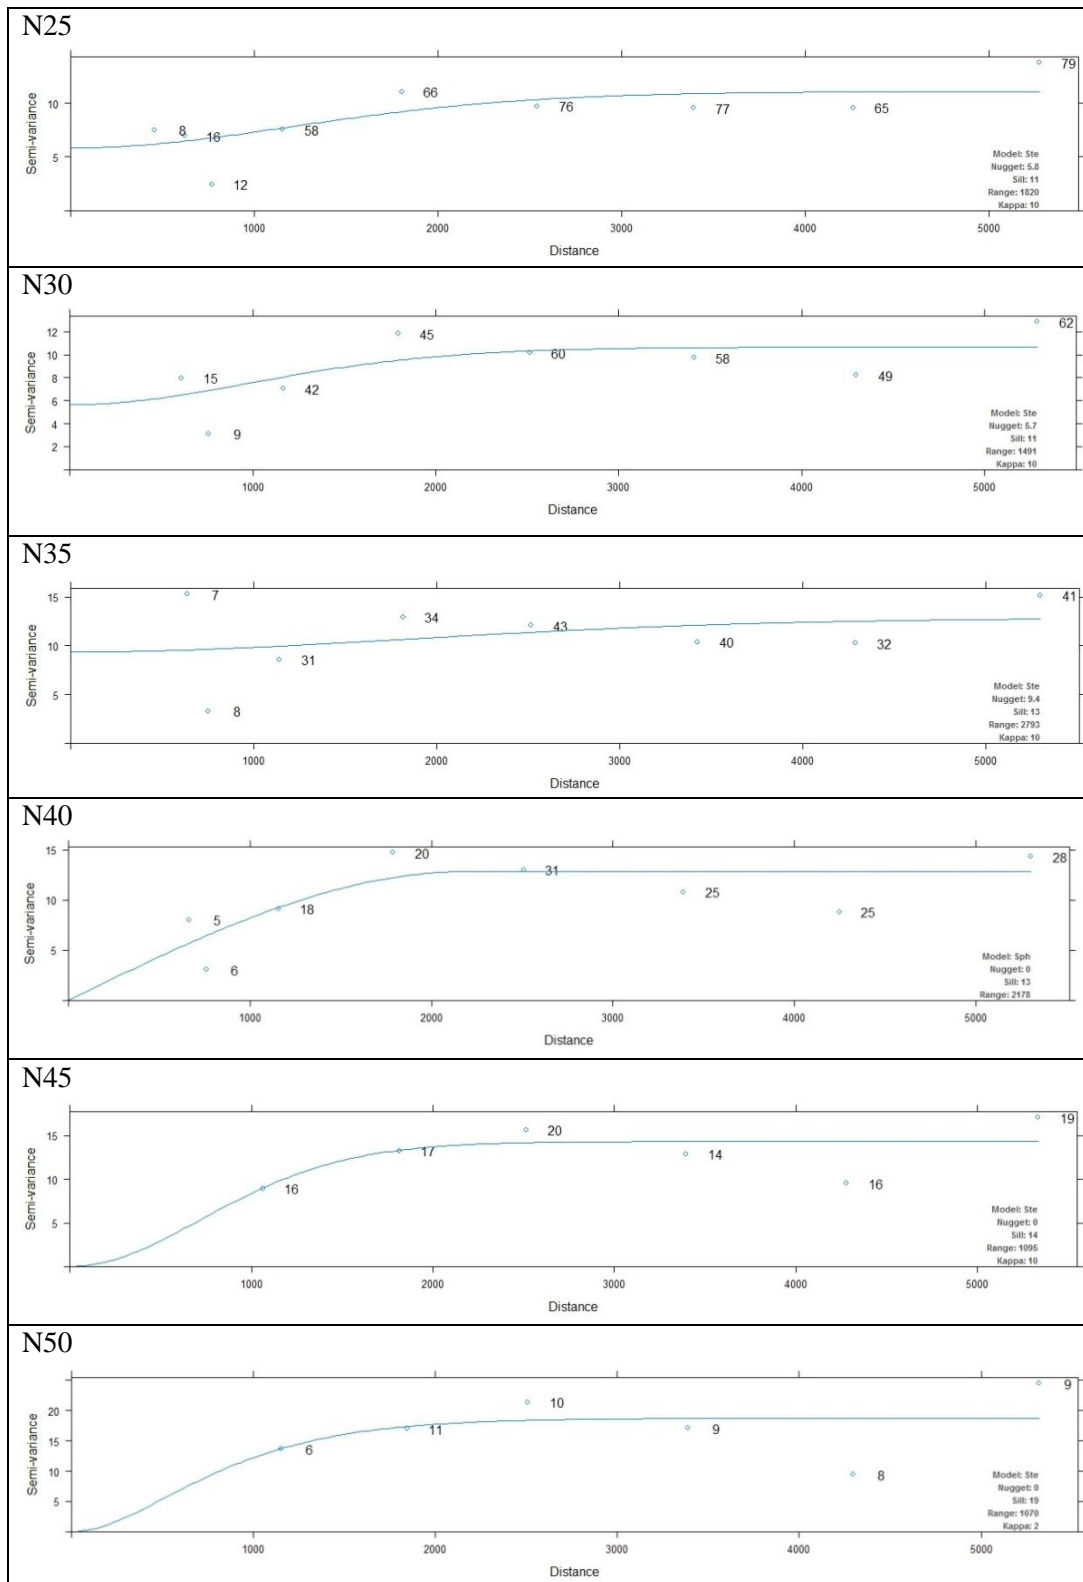 N25
79
66
10
76
77
65
8
16
58
5
12
Semi-variance
Model: Ste
Nugget: 5.8
Sill: 11
Range: 1820
Kappa: 10
1000 2000 3000 4000 5000
Distance
N30
12
45
62
10
60
58
8
15
49
42
6
4
9
2
Semi-variance
Model: Ste
Nugget: 5.7
Sill: 11
Range: 1491
Kappa: 10
1000 2000 3000 4000 5000
Distance
N35
15
7
41
34
43
10
40
32
31
5
8
Semi-variance
Model: Ste
Nugget: 9.4
Sill: 13
Range: 2793
Kappa: 10
1000 2000 3000 4000 5000
Distance
N40
15
20
28
31
25
10
18
25
5
5
6
Semi-variance
Model: Sph
Nugget: 0
Sill: 13
Range: 2178
1000 2000 3000 4000 5000
Distance
N45
19
15
20
17
14
10
16
16
5
Semi-variance
Model: Ste
Nugget: 0
Sill: 14
Range: 1095
Kappa: 10
1000 2000 3000 4000 5000
Distance
N50
9
20
10
11
9
15
6
10
8
5
Semi-variance
Model: Ste
Nugget: 0
Sill: 19
Range: 1070
Kappa: 2
1000 2000 3000 4000 5000
Distance